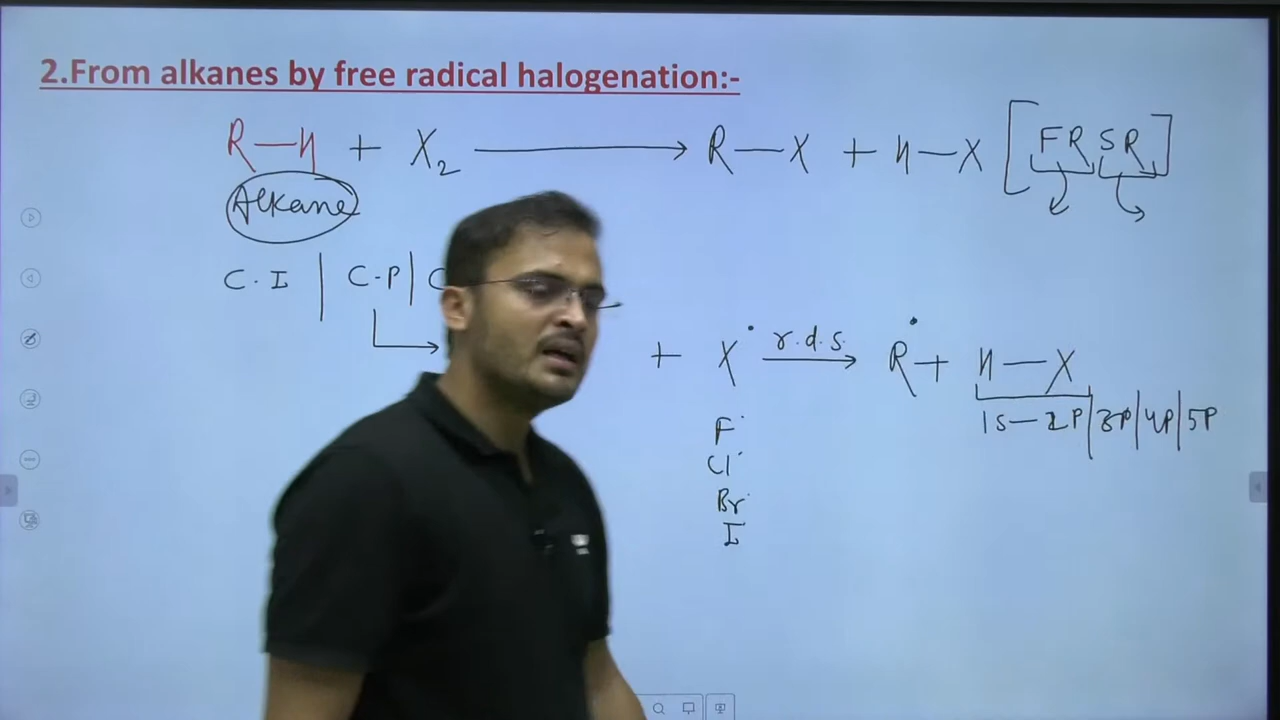 2.From alkanes by free radical halogenation:-
R—H + X₂ ⟶ R—X + H—X [FRSR]
Alkane
C.I | C-P | C
+ X˙ r.d.s. ⟶ R˙ + H—X
1s—2p|3p|4p|5p
F˙
Cl˙
Br˙
I